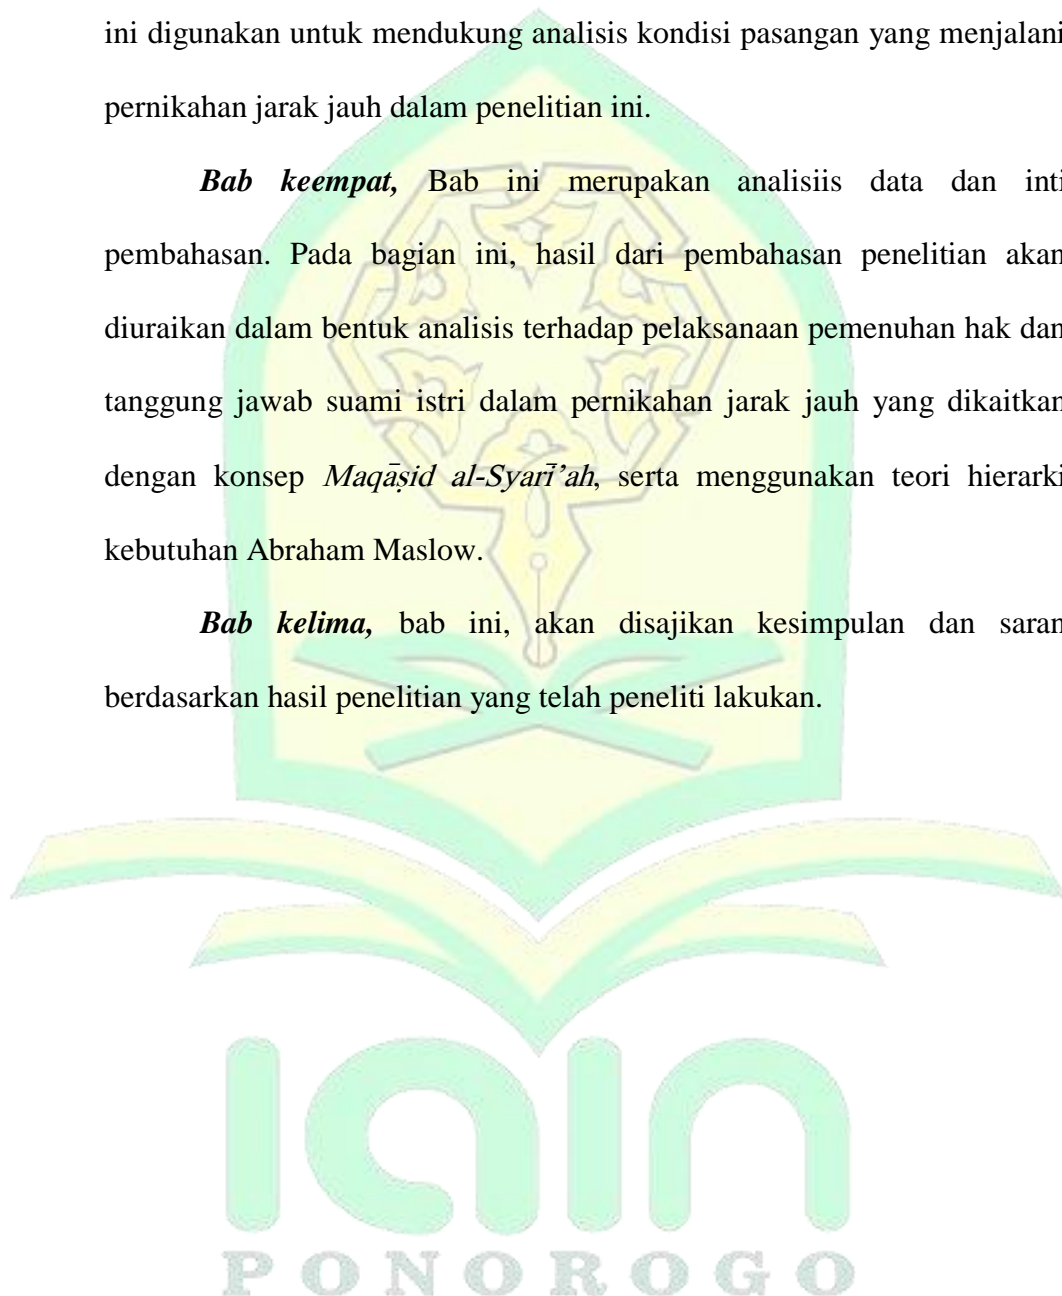 ini digunakan untuk mendukung analisis kondisi pasangan yang menjalani
pernikahan jarak jauh dalam penelitian ini.
Bab keempat, Bab ini merupakan analisiis data dan inti
pembahasan. Pada bagian ini, hasil dari pembahasan penelitian akan
diuraikan dalam bentuk analisis terhadap pelaksanaan pemenuhan hak dan
tanggung jawab suami istri dalam pernikahan jarak jauh yang dikaitkan
dengan konsep Maqāṣid al-Syarī’ah, serta menggunakan teori hierarki
kebutuhan Abraham Maslow.
Bab kelima, bab ini, akan disajikan kesimpulan dan saran
berdasarkan hasil penelitian yang telah peneliti lakukan.
iain
PONOROGO